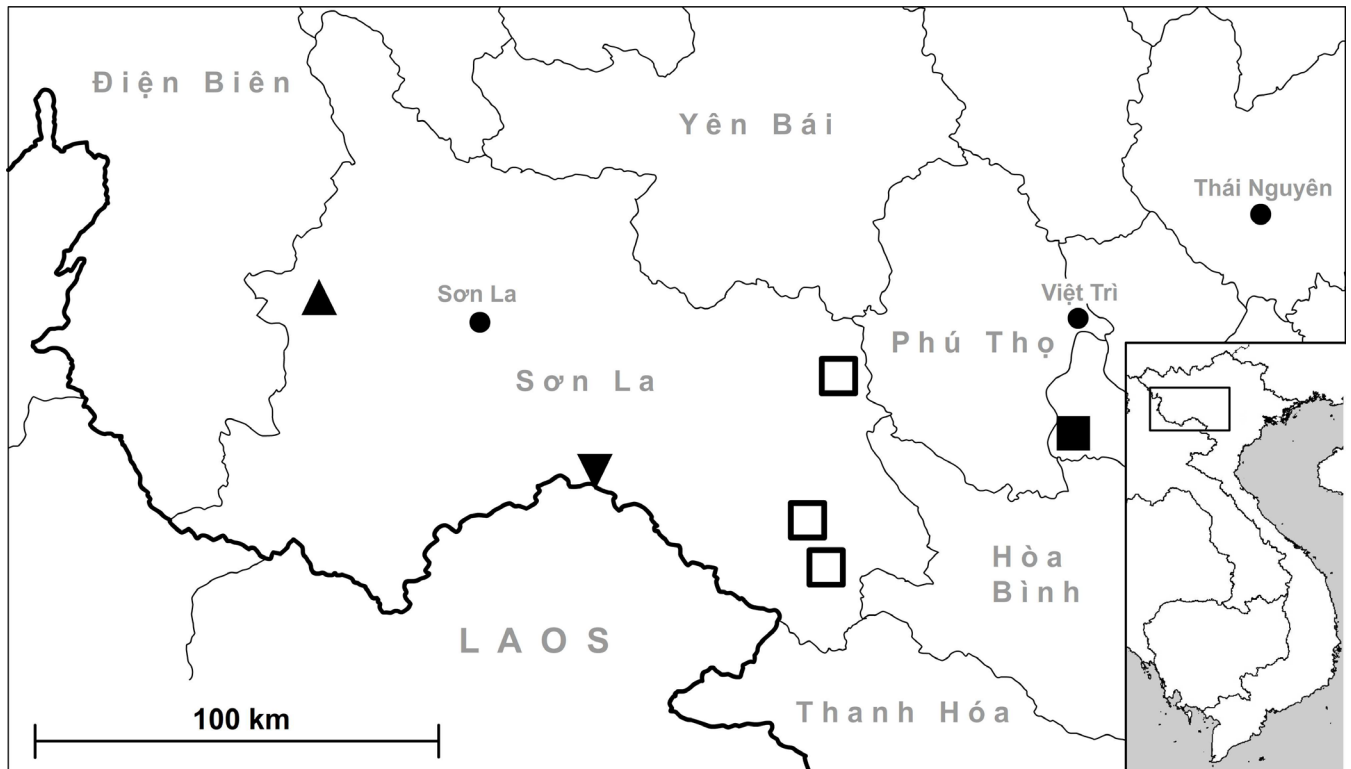 Điện Biên
Yên Bái
Thái Nguyên
Sơn La
Việt Trì
Phú Thọ
Sơn La
Hòa
Bình
LAOS
Thanh Hóa
100 km